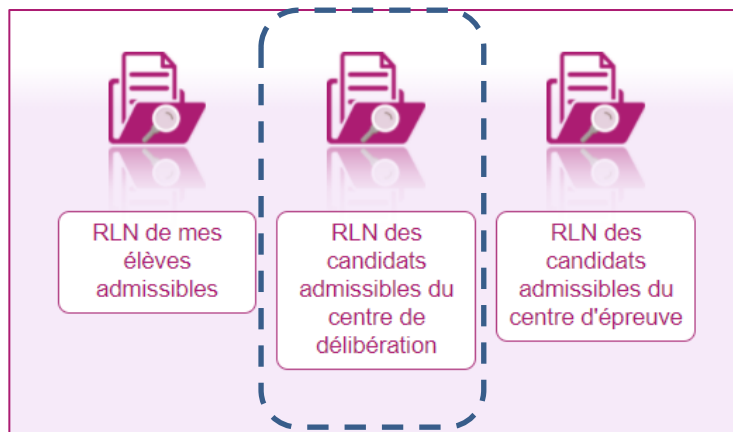 RLN de mes
élèves
admissibles
RLN des
candidats
admissibles du
centre de
délibération
RLN des
candidats
admissibles du
centre d'épreuve